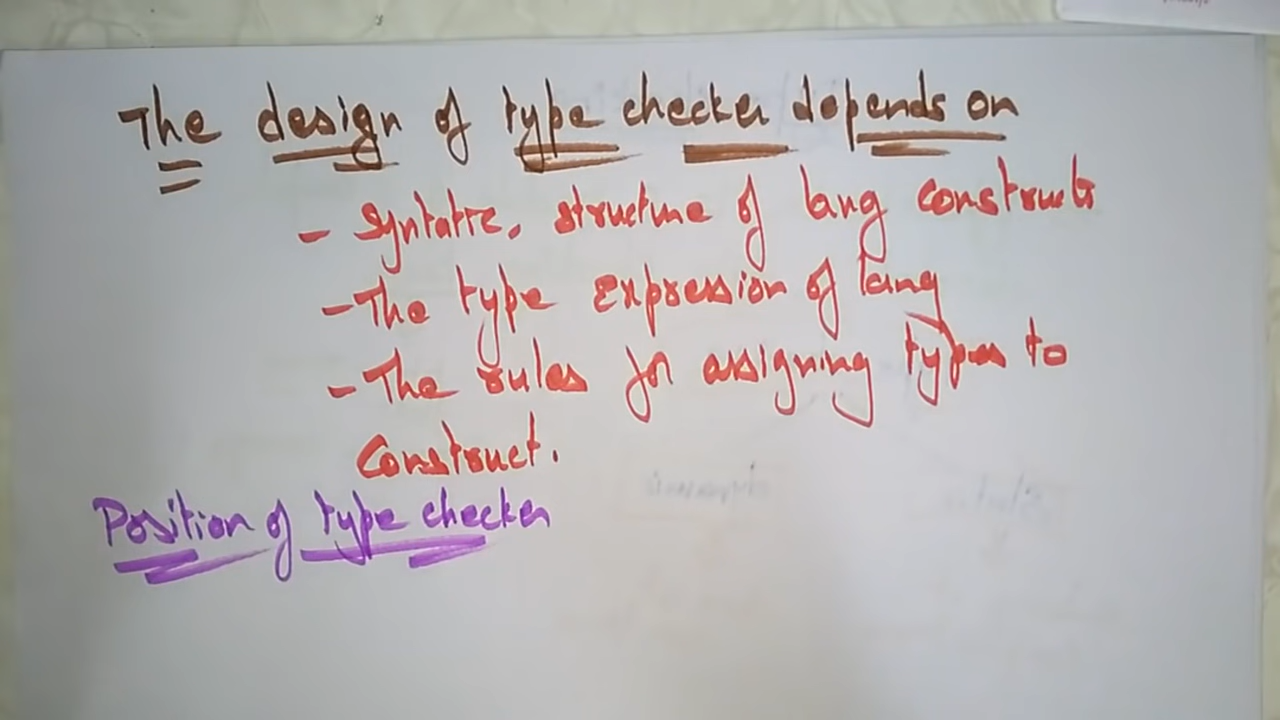 The design of type checker depends on
- Syntatic, structure of lang constructs
- The type expression of lang
- The rules for assigning types to
construct.
Position of type checker